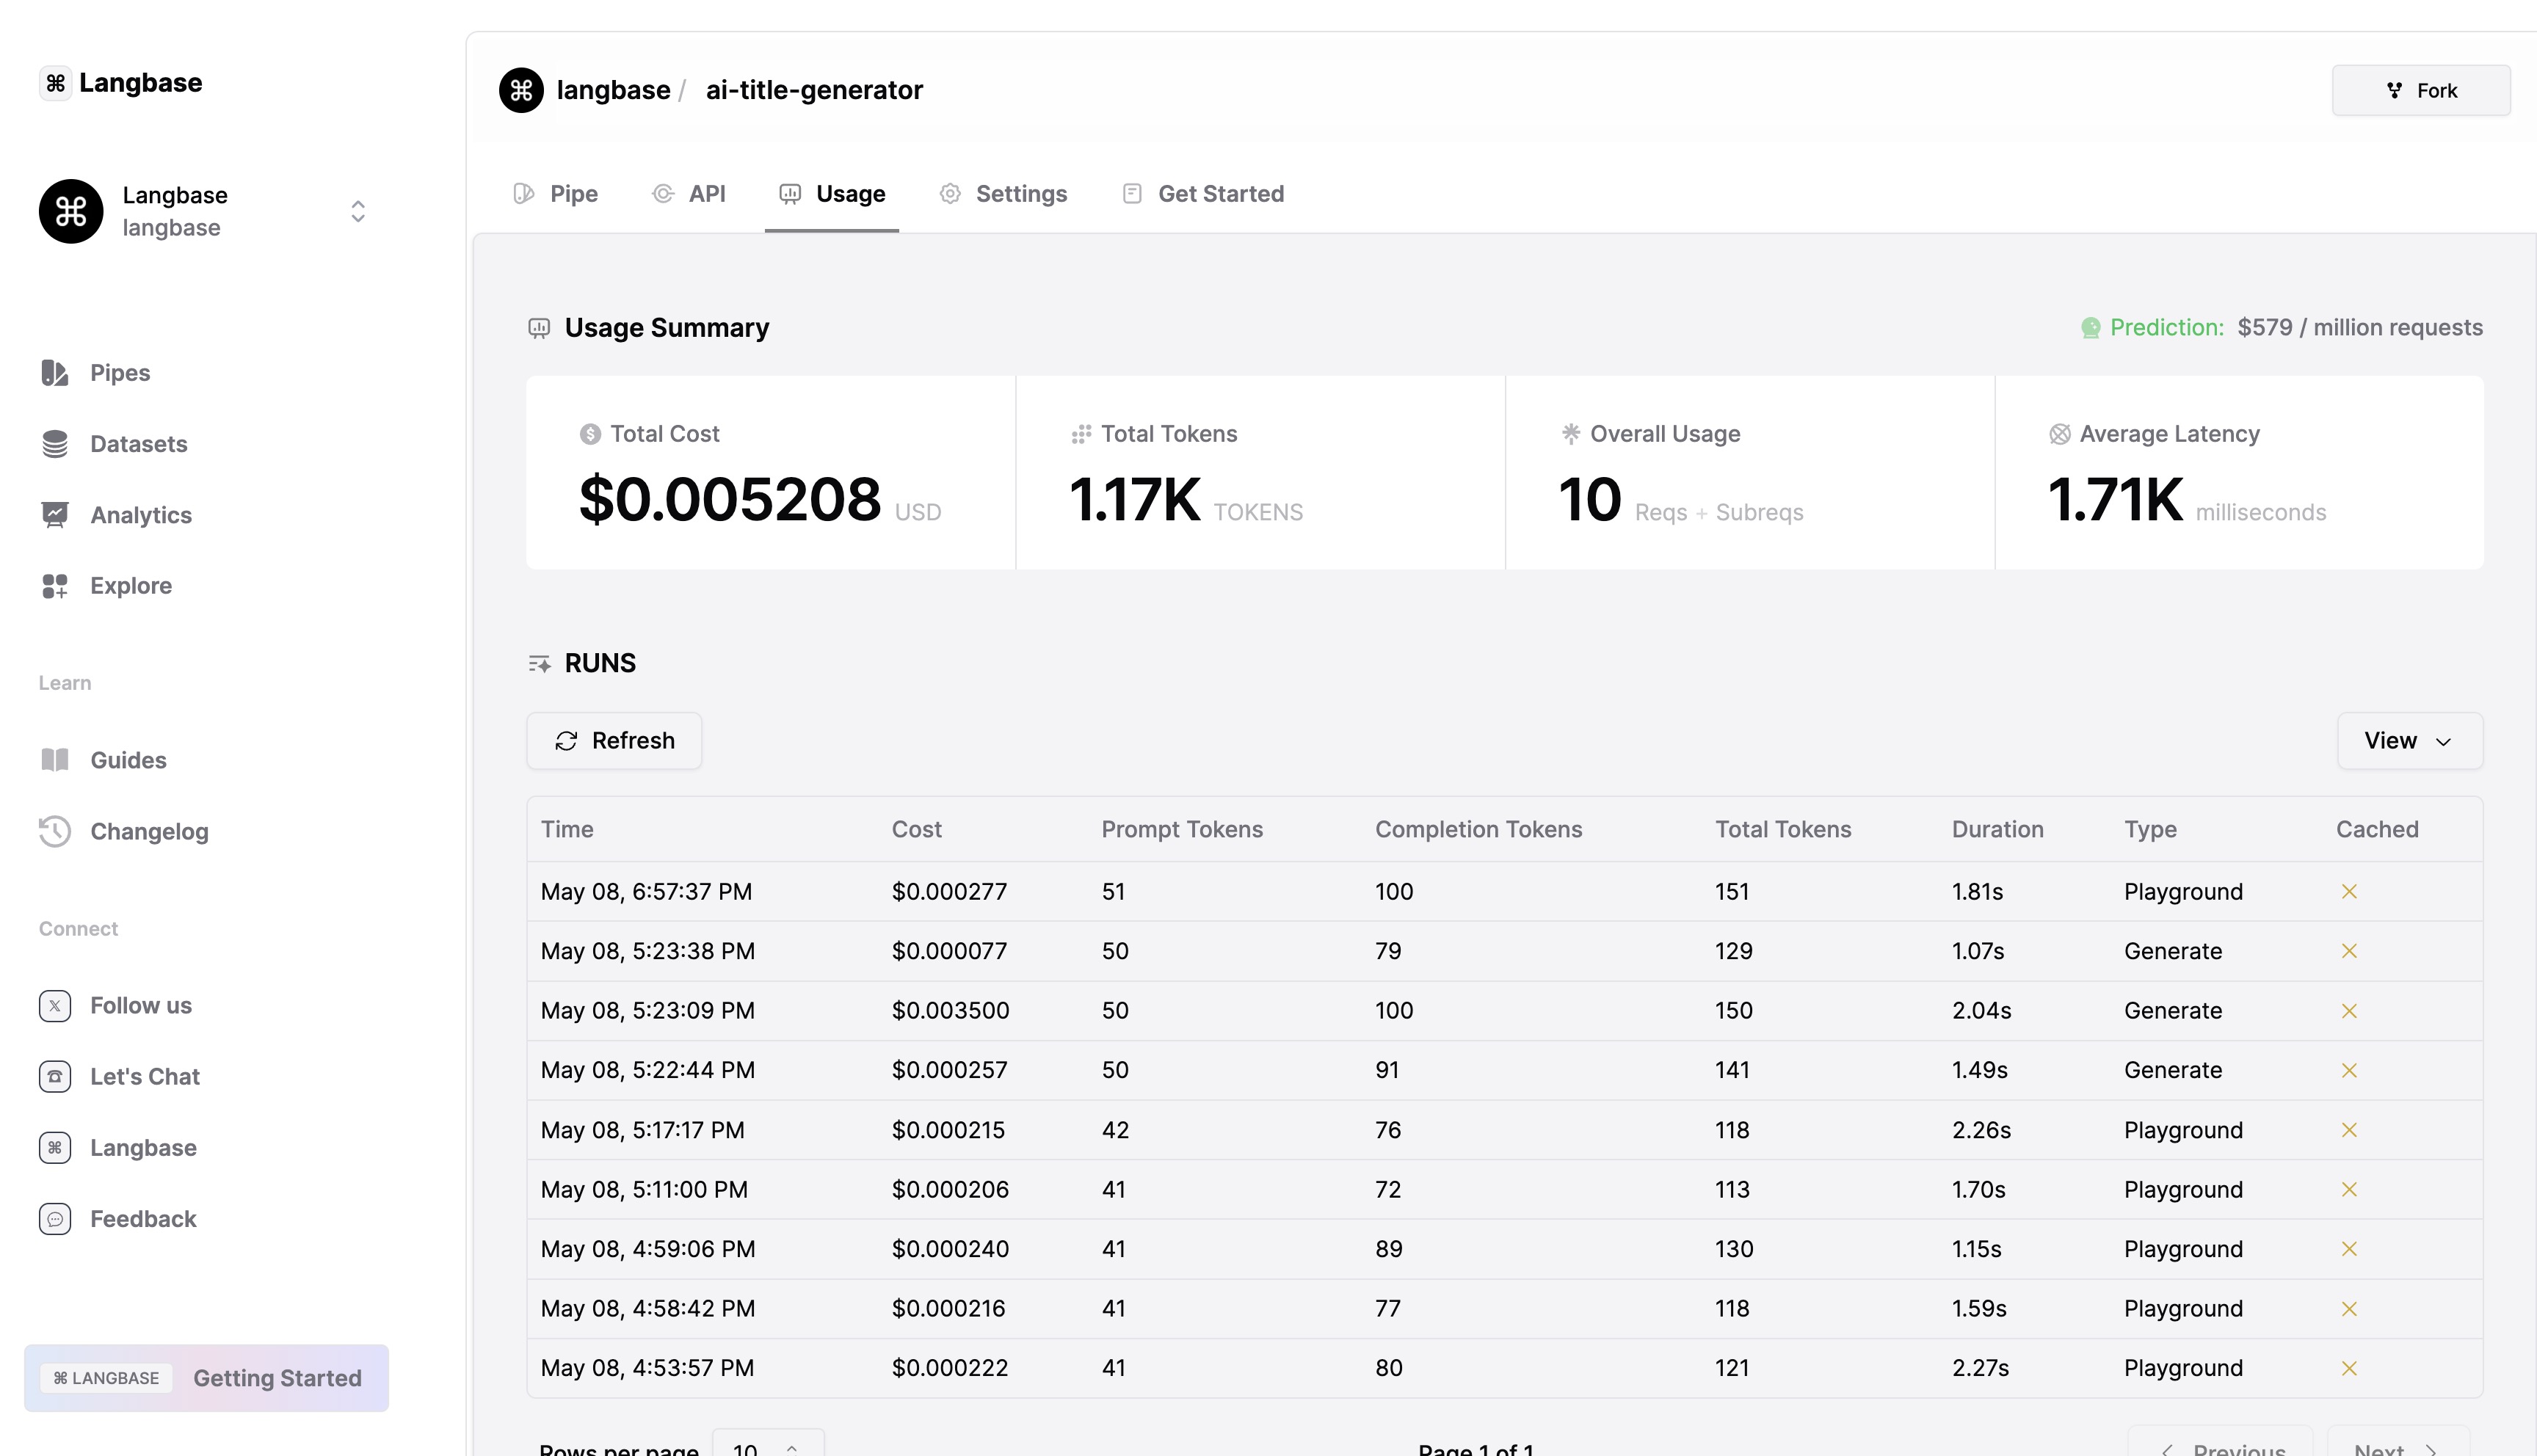 ⌘ Langbase
Langbase
langbase
Pipes
Datasets
Analytics
Explore
Learn
Guides
Changelog
Connect
Follow us
Let's Chat
Langbase
Feedback
⌘ LANGBASE Getting Started
langbase / ai-title-generator
Fork
Pipe API Usage Settings Get Started
Usage Summary
Prediction: $579 / million requests
Total Cost
$0.005208 USD
Total Tokens
1.17K TOKENS
Overall Usage
10 Reqs + Subreqs
Average Latency
1.71K milliseconds
RUNS
Refresh
View
Time Cost Prompt Tokens Completion Tokens Total Tokens Duration Type Cached
May 08, 6:57:37 PM $0.000277 51 100 151 1.81s Playground
May 08, 5:23:38 PM $0.000077 50 79 129 1.07s Generate
May 08, 5:23:09 PM $0.003500 50 100 150 2.04s Generate
May 08, 5:22:44 PM $0.000257 50 91 141 1.49s Generate
May 08, 5:17:17 PM $0.000215 42 76 118 2.26s Playground
May 08, 5:11:00 PM $0.000206 41 72 113 1.70s Playground
May 08, 4:59:06 PM $0.000240 41 89 130 1.15s Playground
May 08, 4:58:42 PM $0.000216 41 77 118 1.59s Playground
May 08, 4:53:57 PM $0.000222 41 80 121 2.27s Playground
Rows per page 10 Page 1 of 1 Previous Next